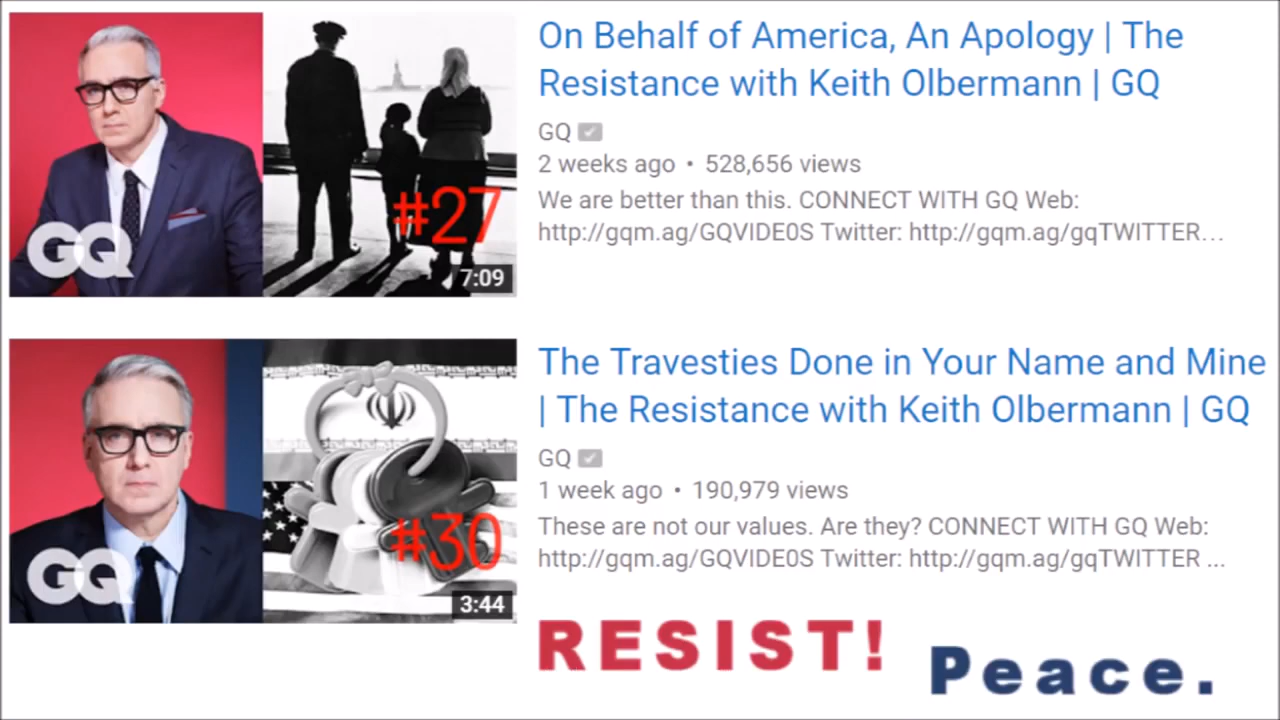 GQ
#27
7:09
On Behalf of America, An Apology | The
Resistance with Keith Olbermann | GQ
GQ
2 weeks ago • 528,656 views
We are better than this. CONNECT WITH GQ Web:
http://gqm.ag/GQVIDE0S Twitter: http://gqm.ag/gqTWITTER...
GQ
#30
3:44
The Travesties Done in Your Name and Mine
| The Resistance with Keith Olbermann | GQ
GQ
1 week ago • 190,979 views
These are not our values. Are they? CONNECT WITH GQ Web:
http://gqm.ag/GQVIDE0S Twitter: http://gqm.ag/gqTWITTER ...
RESIST!
Peace.